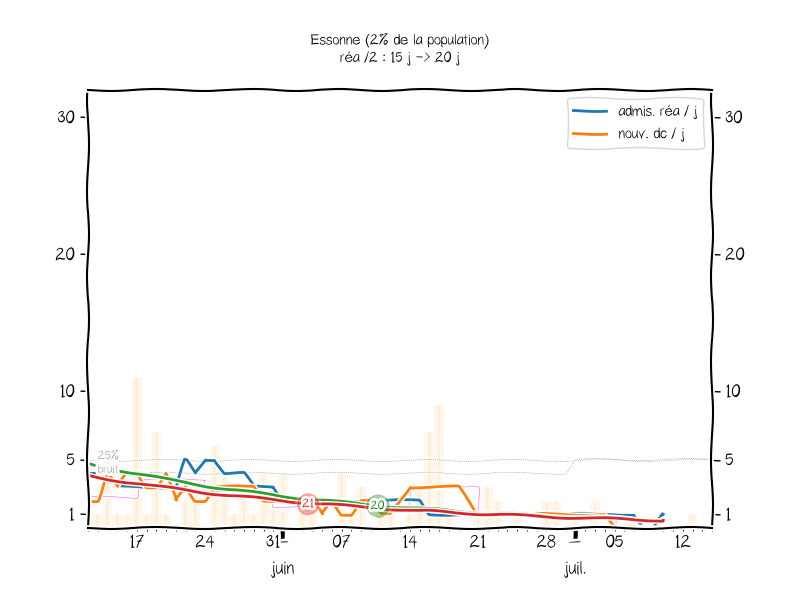 Essonne (2% de la population)
réa /2 : 15 j -> 20 j
admis. réa / j
nouv. dc / j
30
30
20
20
10
10
25%
bruit
5
5
21
20
1
1
17 24 31 07 14 21 28 05 12
juin juil.